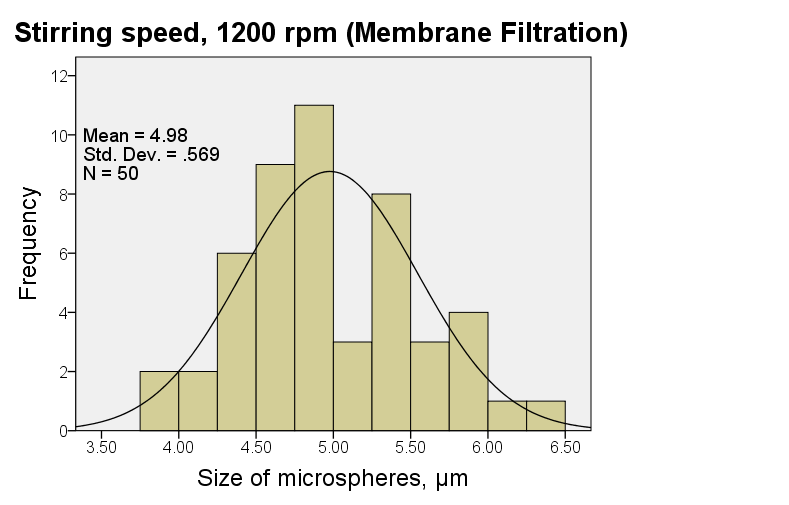 Stirring speed, 1200 rpm (Membrane Filtration)
Mean = 4.98
Std. Dev. = .569
N = 50
Frequency
12
10
8
6
4
2
0
3.50 4.00 4.50 5.00 5.50 6.00 6.50
Size of microspheres, µm